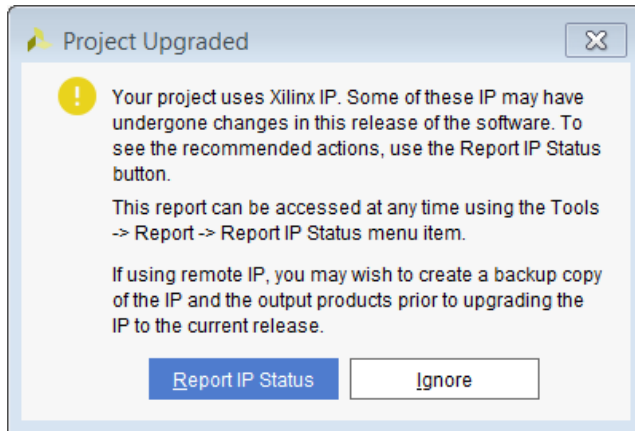 Project Upgraded
Your project uses Xilinx IP. Some of these IP may have
undergone changes in this release of the software. To
see the recommended actions, use the Report IP Status
button.
This report can be accessed at any time using the Tools
-> Report -> Report IP Status menu item.
If using remote IP, you may wish to create a backup copy
of the IP and the output products prior to upgrading the
IP to the current release.
Report IP Status
Ignore